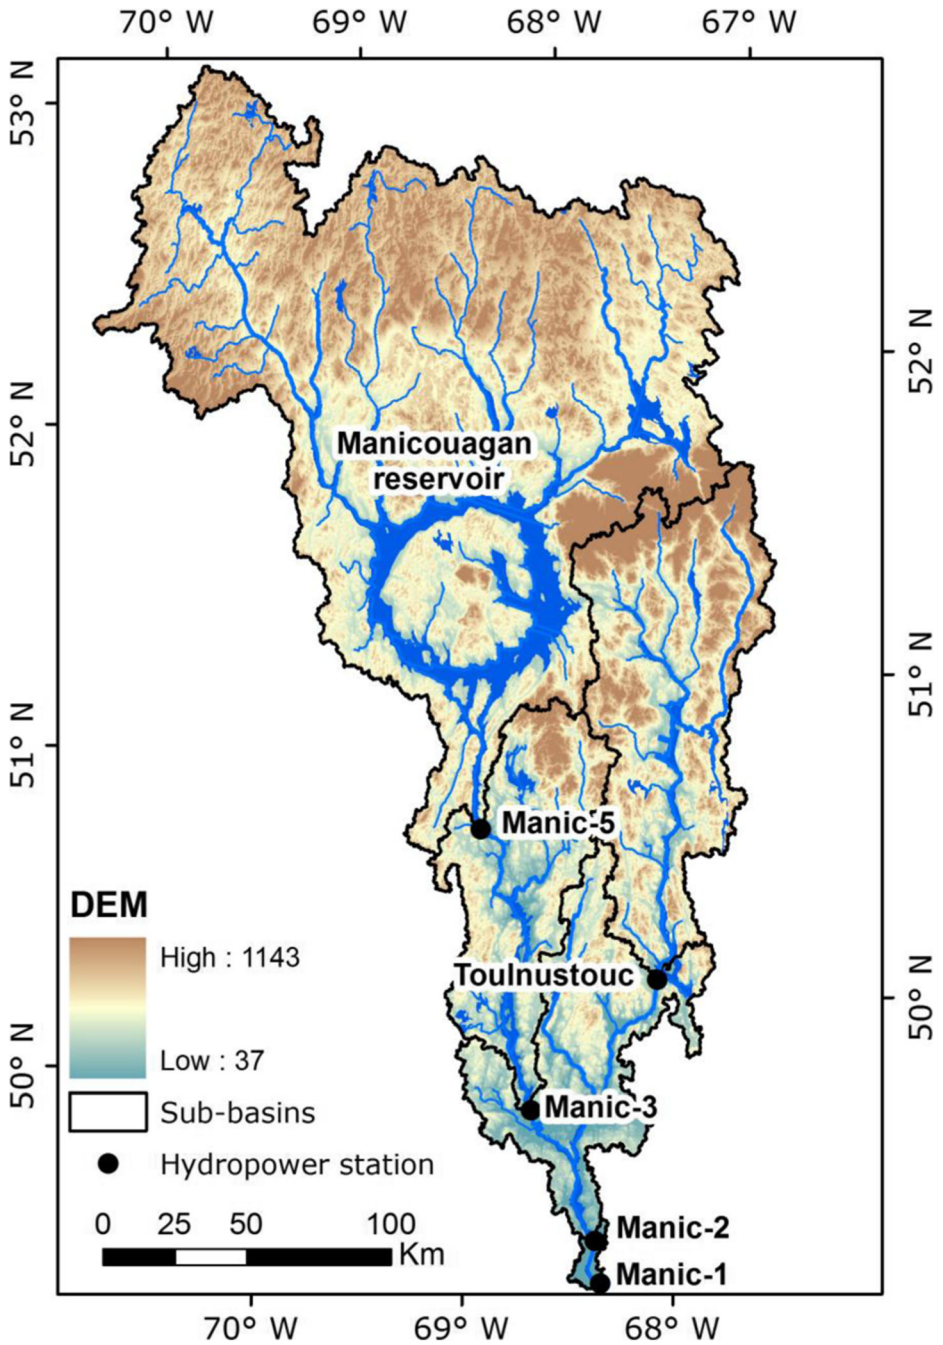 70° W 69° W 68° W 67° W
53° N
52° N
52° N
Manicouagan
reservoir
51° N
51° N
Manic-5
DEM
High : 1143
Toulnustouc
50° N
Low : 37
50° N
Manic-3
Sub-basins
Hydropower station
0 25 50 100
Km
Manic-2
Manic-1
70° W 69° W 68° W